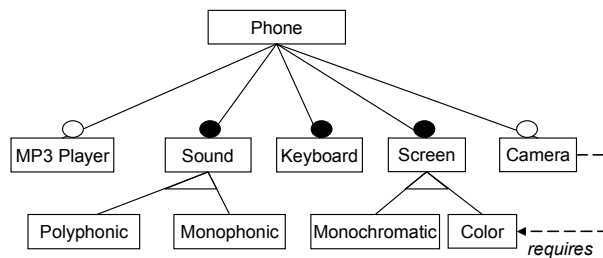 Phone
MP3 Player
Sound
Keyboard
Screen
Camera
Polyphonic
Monophonic
Monochromatic
Color
requires